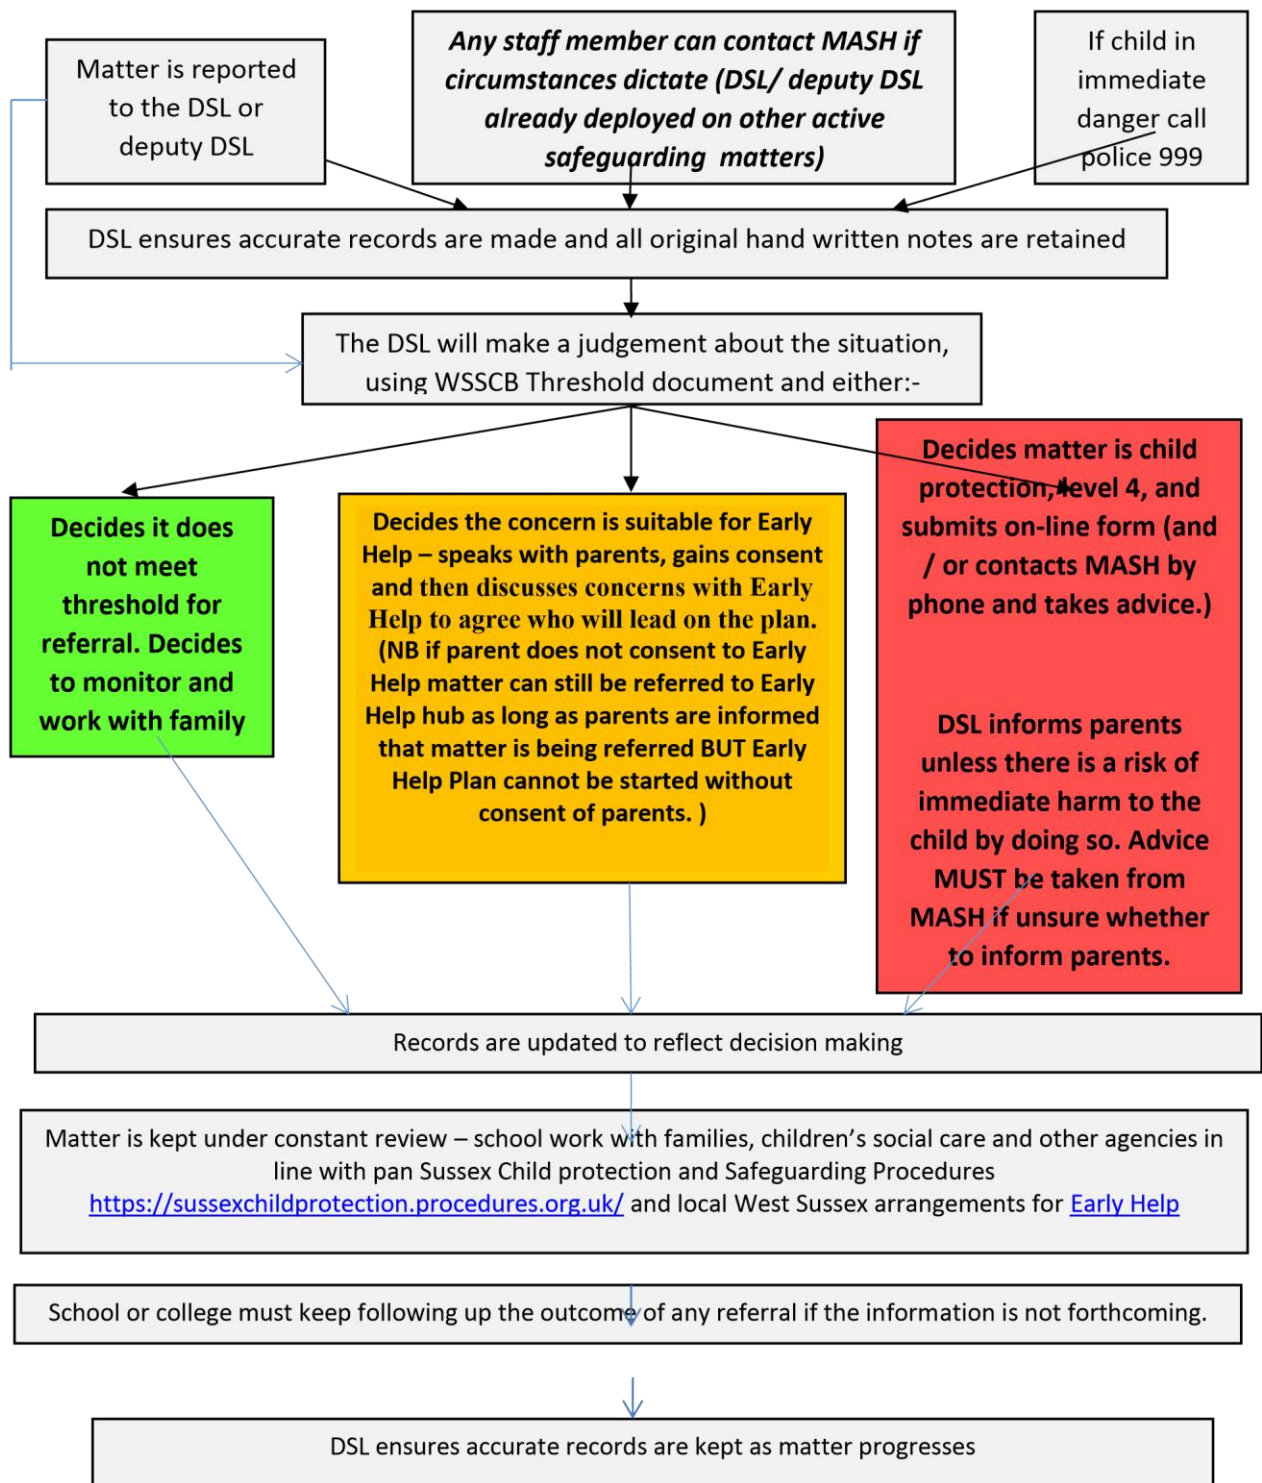 Matter is reported
to the DSL or
deputy DSL
Any staff member can contact MASH if
circumstances dictate (DSL/ deputy DSL
already deployed on other active
safeguarding matters)
If child in
immediate
danger call
police 999
DSL ensures accurate records are made and all original hand written notes are retained
The DSL will make a judgement about the situation,
using WSSCB Threshold document and either:-
Decides it does
not meet
threshold for
referral. Decides
to monitor and
work with family
Decides the concern is suitable for Early
Help – speaks with parents, gains consent
and then discusses concerns with Early
Help to agree who will lead on the plan.
(NB if parent does not consent to Early
Help matter can still be referred to Early
Help hub as long as parents are informed
that matter is being referred BUT Early
Help Plan cannot be started without
consent of parents. )
Decides matter is child
protection, level 4, and
submits on-line form (and
/ or contacts MASH by
phone and takes advice.)
DSL informs parents
unless there is a risk of
immediate harm to the
child by doing so. Advice
MUST be taken from
MASH if unsure whether
to inform parents.
Records are updated to reflect decision making
Matter is kept under constant review – school work with families, children's social care and other agencies in
line with pan Sussex Child protection and Safeguarding Procedures
https://sussexchildprotection.procedures.org.uk/ and local West Sussex arrangements for Early Help
School or college must keep following up the outcome of any referral if the information is not forthcoming.
DSL ensures accurate records are kept as matter progresses